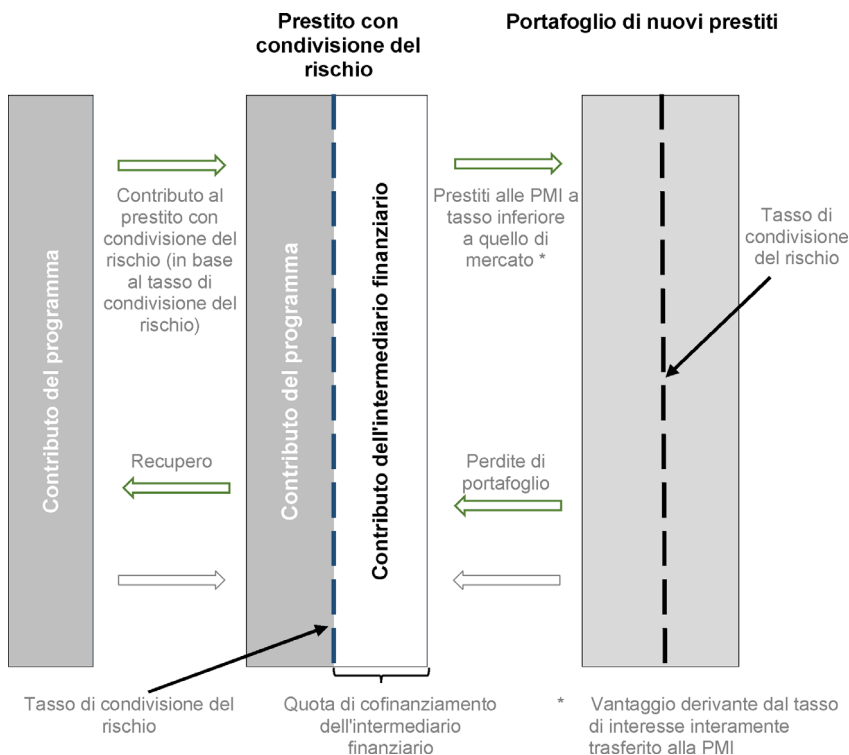 Prestito con
condivisione del
rischio
Portafoglio di nuovi prestiti
Contributo del programma
Contributo al
prestito con
condivisione del
rischio (in base
al tasso di
condivisione del
rischio)
Recupero
Contributo del programma
Contributo dell'intermediario finanziario
Prestiti alle PMI a
tasso inferiore
a quello di
mercato *
Perdite di
portafoglio
Tasso di
condivisione
del rischio
Tasso di condivisione del
rischio
Quota di cofinanziamento
dell'intermediario
finanziario
* Vantaggio derivante dal tasso
di interesse interamente
trasferito alla PMI